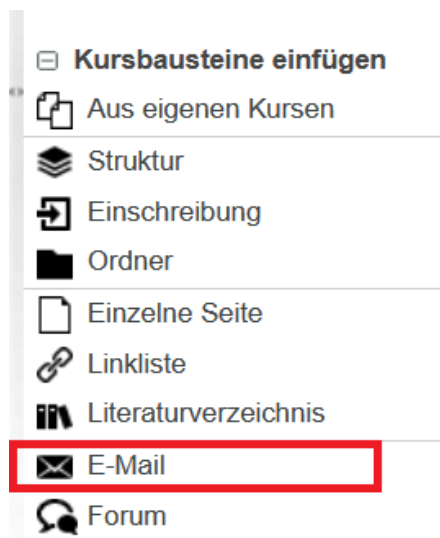 Kursbausteine einfügen
Aus eigenen Kursen
Struktur
Einschreibung
Ordner
Einzelne Seite
Linkliste
Literaturverzeichnis
E-Mail
Forum